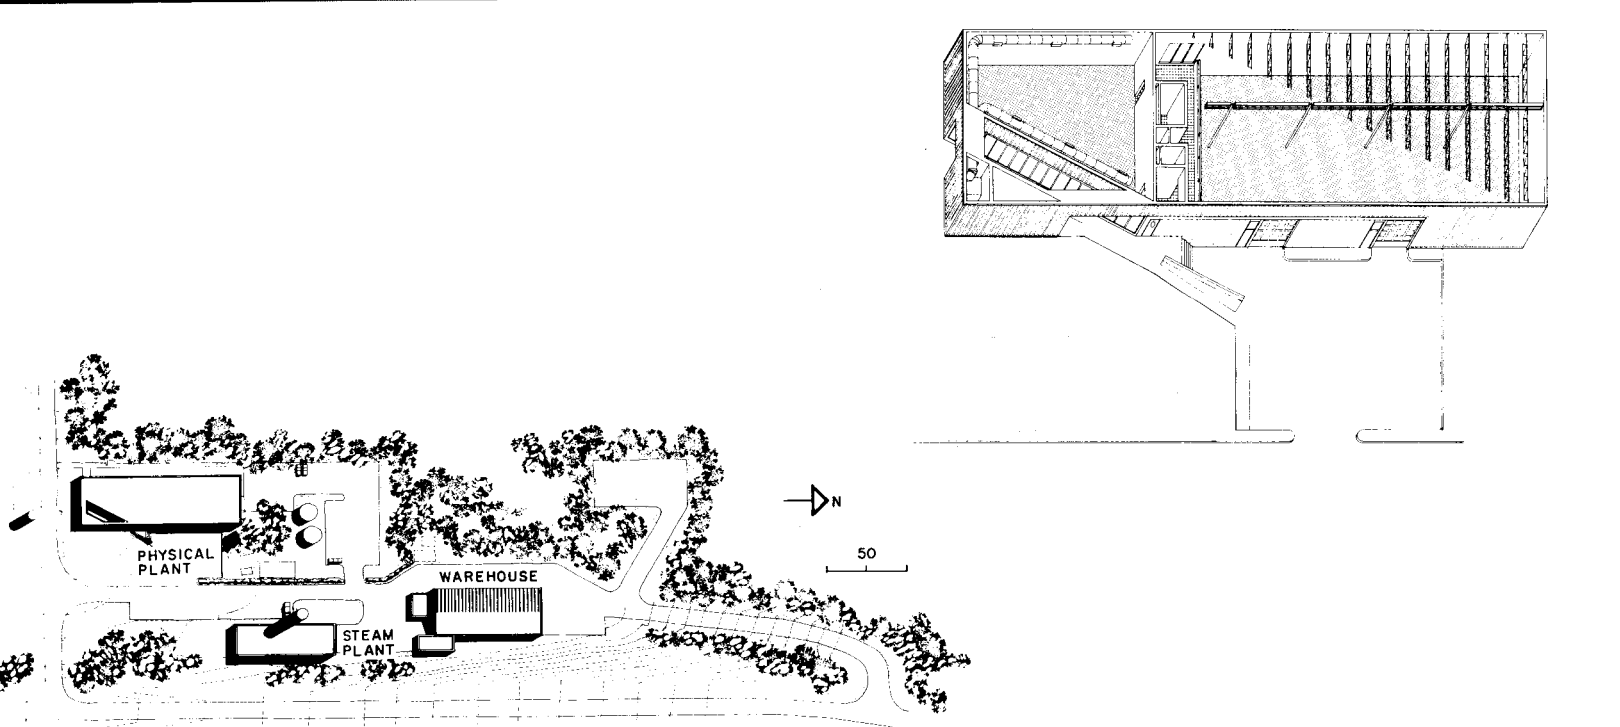 N
50
PHYSICAL
PLANT
WAREHOUSE
STEAM
PLANT